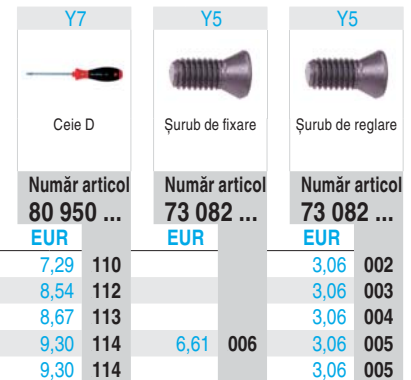 Y7 Y5 Y5
Ceie D Șurub de fixare Șurub de reglare
Număr articol Număr articol Număr articol
80 950 ... 73 082 ... 73 082 ...
EUR EUR EUR
7,29 110 3,06 002
8,54 112 3,06 003
8,67 113 3,06 004
9,30 114 6,61 006 3,06 005
9,30 114 3,06 005